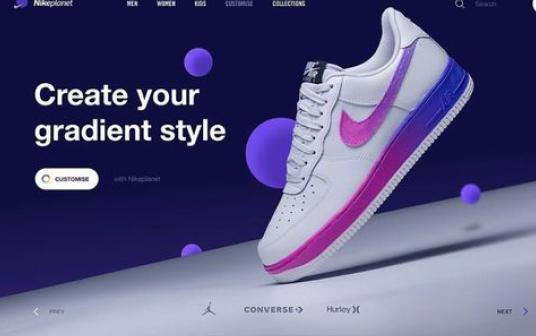 Nikeplanet
MEN WOMEN KIDS CUSTOMISE COLLECTIONS
Search
Create your
gradient style
CUSTOMISE
with Nikeplanet
PREV
CONVERSE
Hurley
NEXT